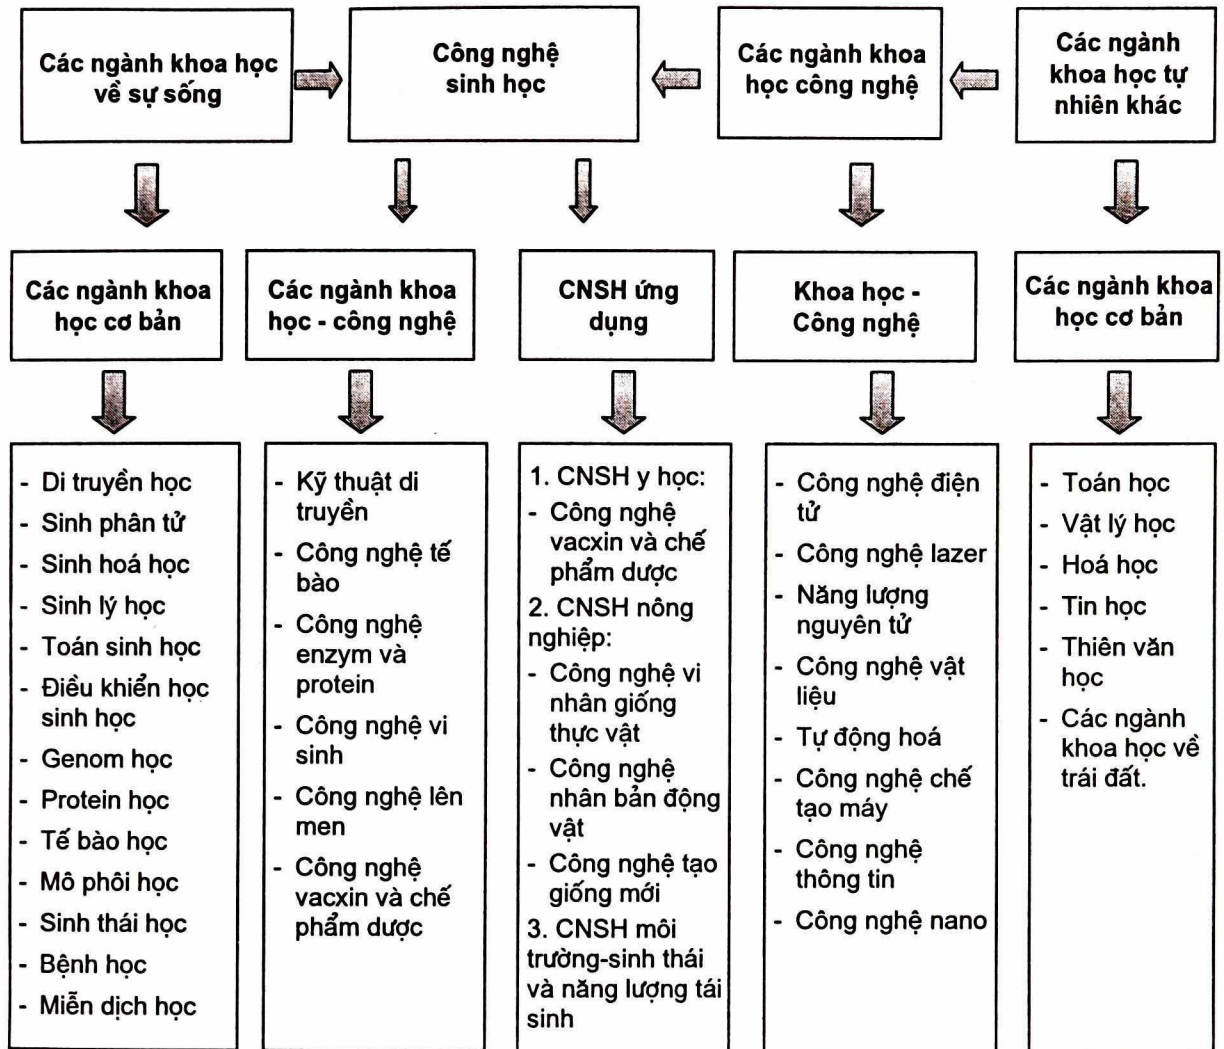 Các ngành khoa học
về sự sống
Công nghệ
sinh học
Các ngành khoa
học công nghệ
Các ngành
khoa học tự
nhiên khác
Các ngành khoa
học cơ bản
Các ngành khoa
học - công nghệ
CNSH ứng
dụng
Khoa học -
Công nghệ
Các ngành khoa
học cơ bản
- Di truyền học
- Sinh phân tử
- Sinh hoá học
- Sinh lý học
- Toán sinh học
- Điều khiển học
sinh học
- Genom học
- Protein học
- Tế bào học
- Mô phôi học
- Sinh thái học
- Bệnh học
- Miễn dịch học
- Kỹ thuật di
truyền
- Công nghệ tế
bào
- Công nghệ
enzym và
protein
- Công nghệ vi
sinh
- Công nghệ lên
men
- Công nghệ
vacxin và chế
phẩm dược
1. CNSH y học:
- Công nghệ
vacxin và chế
phẩm dược
2. CNSH nông
nghiệp:
- Công nghệ vi
nhân giống
thực vật
- Công nghệ
nhân bản động
vật
- Công nghệ tạo
giống mới
3. CNSH môi
trường-sinh thái
và năng lượng tái
sinh
- Công nghệ điện
tử
- Công nghệ lazer
- Năng lượng
nguyên tử
- Công nghệ vật
liệu
- Tự động hoá
- Công nghệ chế
tạo máy
- Công nghệ
thông tin
- Công nghệ nano
- Toán học
- Vật lý học
- Hoá học
- Tin học
- Thiên văn
học
- Các ngành
khoa học về
trái đất.